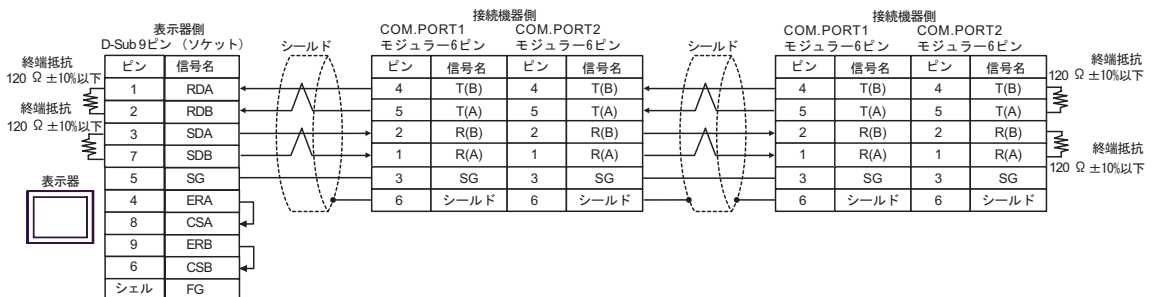 表示器側
D-Sub 9ピン （ソケット）
シールド
接続機器側
COM.PORT1 COM.PORT2
モジュラー6ピン モジュラー6ピン
シールド
接続機器側
COM.PORT1 COM.PORT2
モジュラー6ピン モジュラー6ピン
終端抵抗
120 Ω ±10%以下
終端抵抗
120 Ω ±10%以下
表示器
ピン 信号名
1 RDA
2 RDB
3 SDA
7 SDB
5 SG
4 ERA
8 CSA
9 ERB
6 CSB
シェル FG
ピン 信号名 ピン 信号名
4 T(B) 4 T(B)
5 T(A) 5 T(A)
2 R(B) 2 R(B)
1 R(A) 1 R(A)
3 SG 3 SG
6 シールド 6 シールド
ピン 信号名 ピン 信号名
4 T(B) 4 T(B)
5 T(A) 5 T(A)
2 R(B) 2 R(B)
1 R(A) 1 R(A)
3 SG 3 SG
6 シールド 6 シールド
終端抵抗
120 Ω ±10%以下
終端抵抗
120 Ω ±10%以下